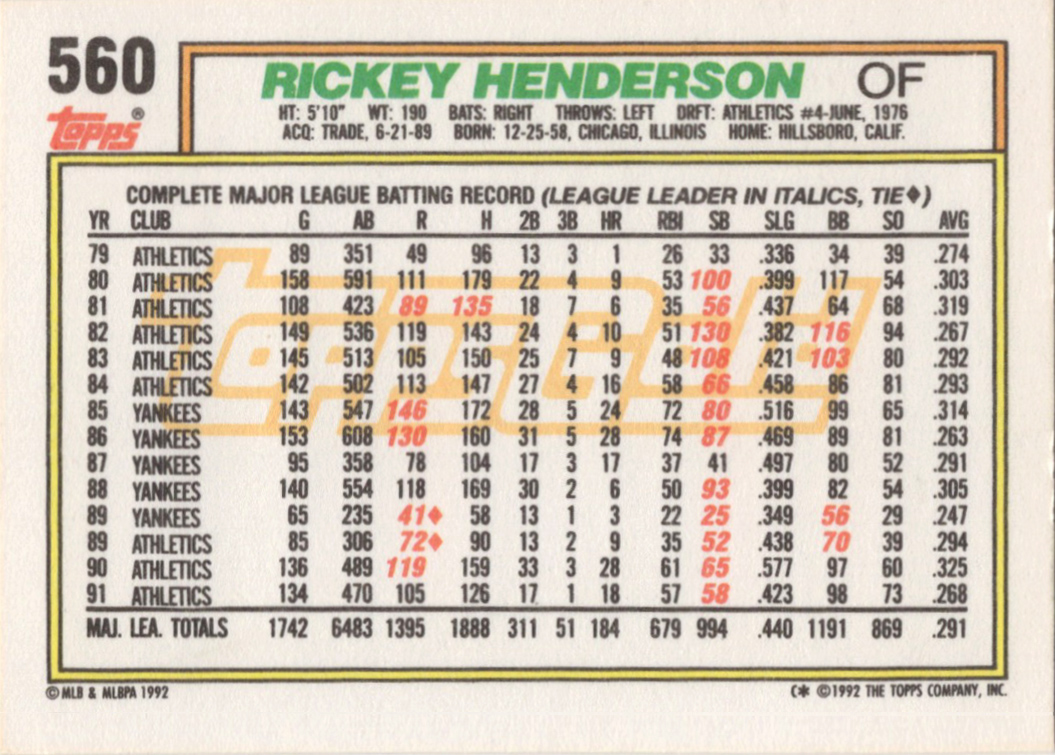 560
RICKEY HENDERSON OF
Topps®
HT: 5'10" WT: 190 BATS: RIGHT THROWS: LEFT DRFT: ATHLETICS #4-JUNE, 1976
ACQ: TRADE, 6-21-89 BORN: 12-25-58, CHICAGO, ILLINOIS HOME: HILLSBORO, CALIF.
COMPLETE MAJOR LEAGUE BATTING RECORD (LEAGUE LEADER IN ITALICS, TIE♦)
YR CLUB G AB R H 2B 3B HR RBI SB SLG BB SO AVG
79 ATHLETICS 89 351 49 96 13 3 1 26 33 .336 34 39 .274
80 ATHLETICS 158 591 111 179 22 4 9 53 100 .399 117 54 .303
81 ATHLETICS 108 423 89 135 18 7 6 35 56 .437 64 68 .319
82 ATHLETICS 149 536 119 143 24 4 10 51 130 .382 116 94 .267
83 ATHLETICS 145 513 105 150 25 7 9 48 108 .421 103 80 .292
84 ATHLETICS 142 502 113 147 27 4 16 58 66 .458 86 81 .293
85 YANKEES 143 547 146 172 28 5 24 72 80 .516 99 65 .314
86 YANKEES 153 608 130 160 31 5 28 74 87 .469 89 81 .263
87 YANKEES 95 358 78 104 17 3 17 37 41 .497 80 52 .291
88 YANKEES 140 554 118 169 30 2 6 50 93 .399 82 54 .305
89 YANKEES 65 235 41♦ 58 13 1 3 22 25 .349 56 29 .247
89 ATHLETICS 85 306 72♦ 90 13 2 9 35 52 .438 70 39 .294
90 ATHLETICS 136 489 119 159 33 3 28 61 65 .577 97 60 .325
91 ATHLETICS 134 470 105 126 17 1 18 57 58 .423 98 73 .268
MAJ. LEA. TOTALS 1742 6483 1395 1888 311 51 184 679 994 .440 1191 869 .291
ToppsGold
© MLB & MLBPA 1992
C* ©1992 THE TOPPS COMPANY, INC.